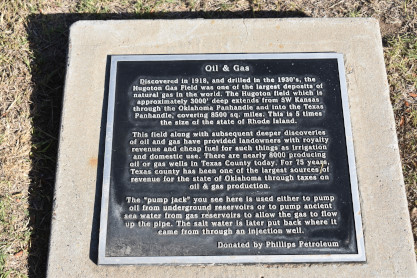 Oil & Gas
Discovered in 1918, and drilled in the 1930's, the
Hugoton Gas Field was one of the largest deposits of
natural gas in the world. The Hugoton field which is
approximately 3000' deep extends from SW Kansas
through the Oklahoma Panhandle and into the Texas
Panhandle, covering 8500 sq. miles. This is 5 times
the size of the state of Rhode Island.
This field along with subsequent deeper discoveries
of oil and gas have provided landowners with royalty
revenue and cheap fuel for such things as irrigation
and domestic use. There are nearly 8000 producing
oil or gas wells in Texas County today. For 75 years,
Texas county has been one of the largest sources of
revenue for the state of Oklahoma through taxes on
oil & gas production.
The "pump jack" you see here is used either to pump
oil from underground reservoirs or to pump ancient
sea water from gas reservoirs to allow the gas to flow
up the pipe. The salt water is later put back where it
came from through an injection well.
Donated by Phillips Petroleum